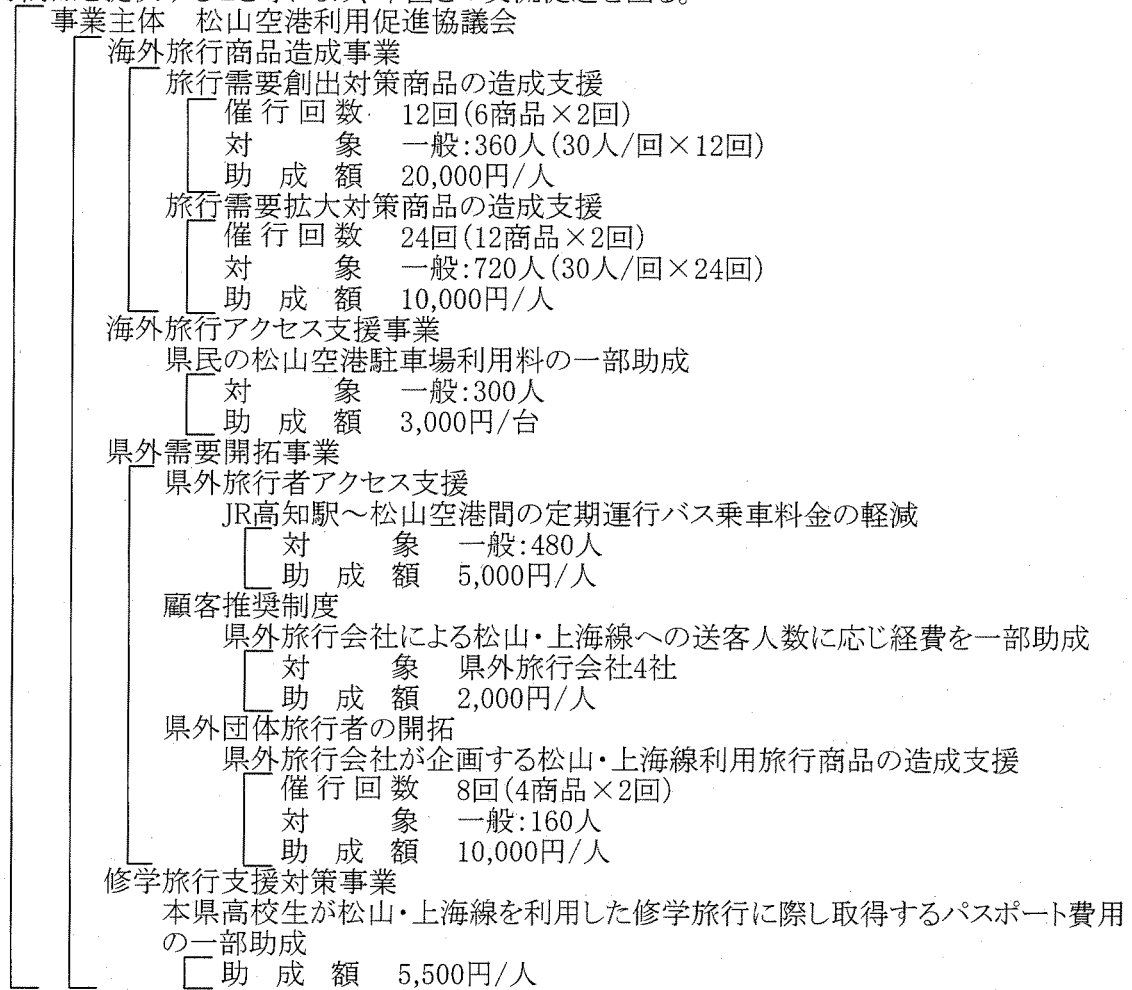 事業主体 松山空港利用促進協議会
海外旅行商品造成事業
旅行需要創出対策商品の造成支援
催行回数 12回(6商品×2回)
対象 一般:360人(30人/回×12回)
助成額 20,000円/人
旅行需要拡大対策商品の造成支援
催行回数 24回(12商品×2回)
対象 一般:720人(30人/回×24回)
助成額 10,000円/人
海外旅行アクセス支援事業
県民の松山空港駐車場利用料の一部助成
対象 一般:300人
助成額 3,000円/台
県外需要開拓事業
県外旅行者アクセス支援
JR高知駅~松山空港間の定期運行バス乗車料金の軽減
対象 一般:480人
助成額 5,000円/人
顧客推奨制度
県外旅行会社による松山・上海線への送客人数に応じ経費を一部助成
対象 県外旅行会社4社
助成額 2,000円/人
県外団体旅行者の開拓
県外旅行会社が企画する松山・上海線利用旅行商品の造成支援
催行回数 8回(4商品×2回)
対象 一般:160人
助成額 10,000円/人
修学旅行支援対策事業
本県高校生が松山・上海線を利用した修学旅行に際し取得するパスポート費用
の一部助成
助成額 5,500円/人